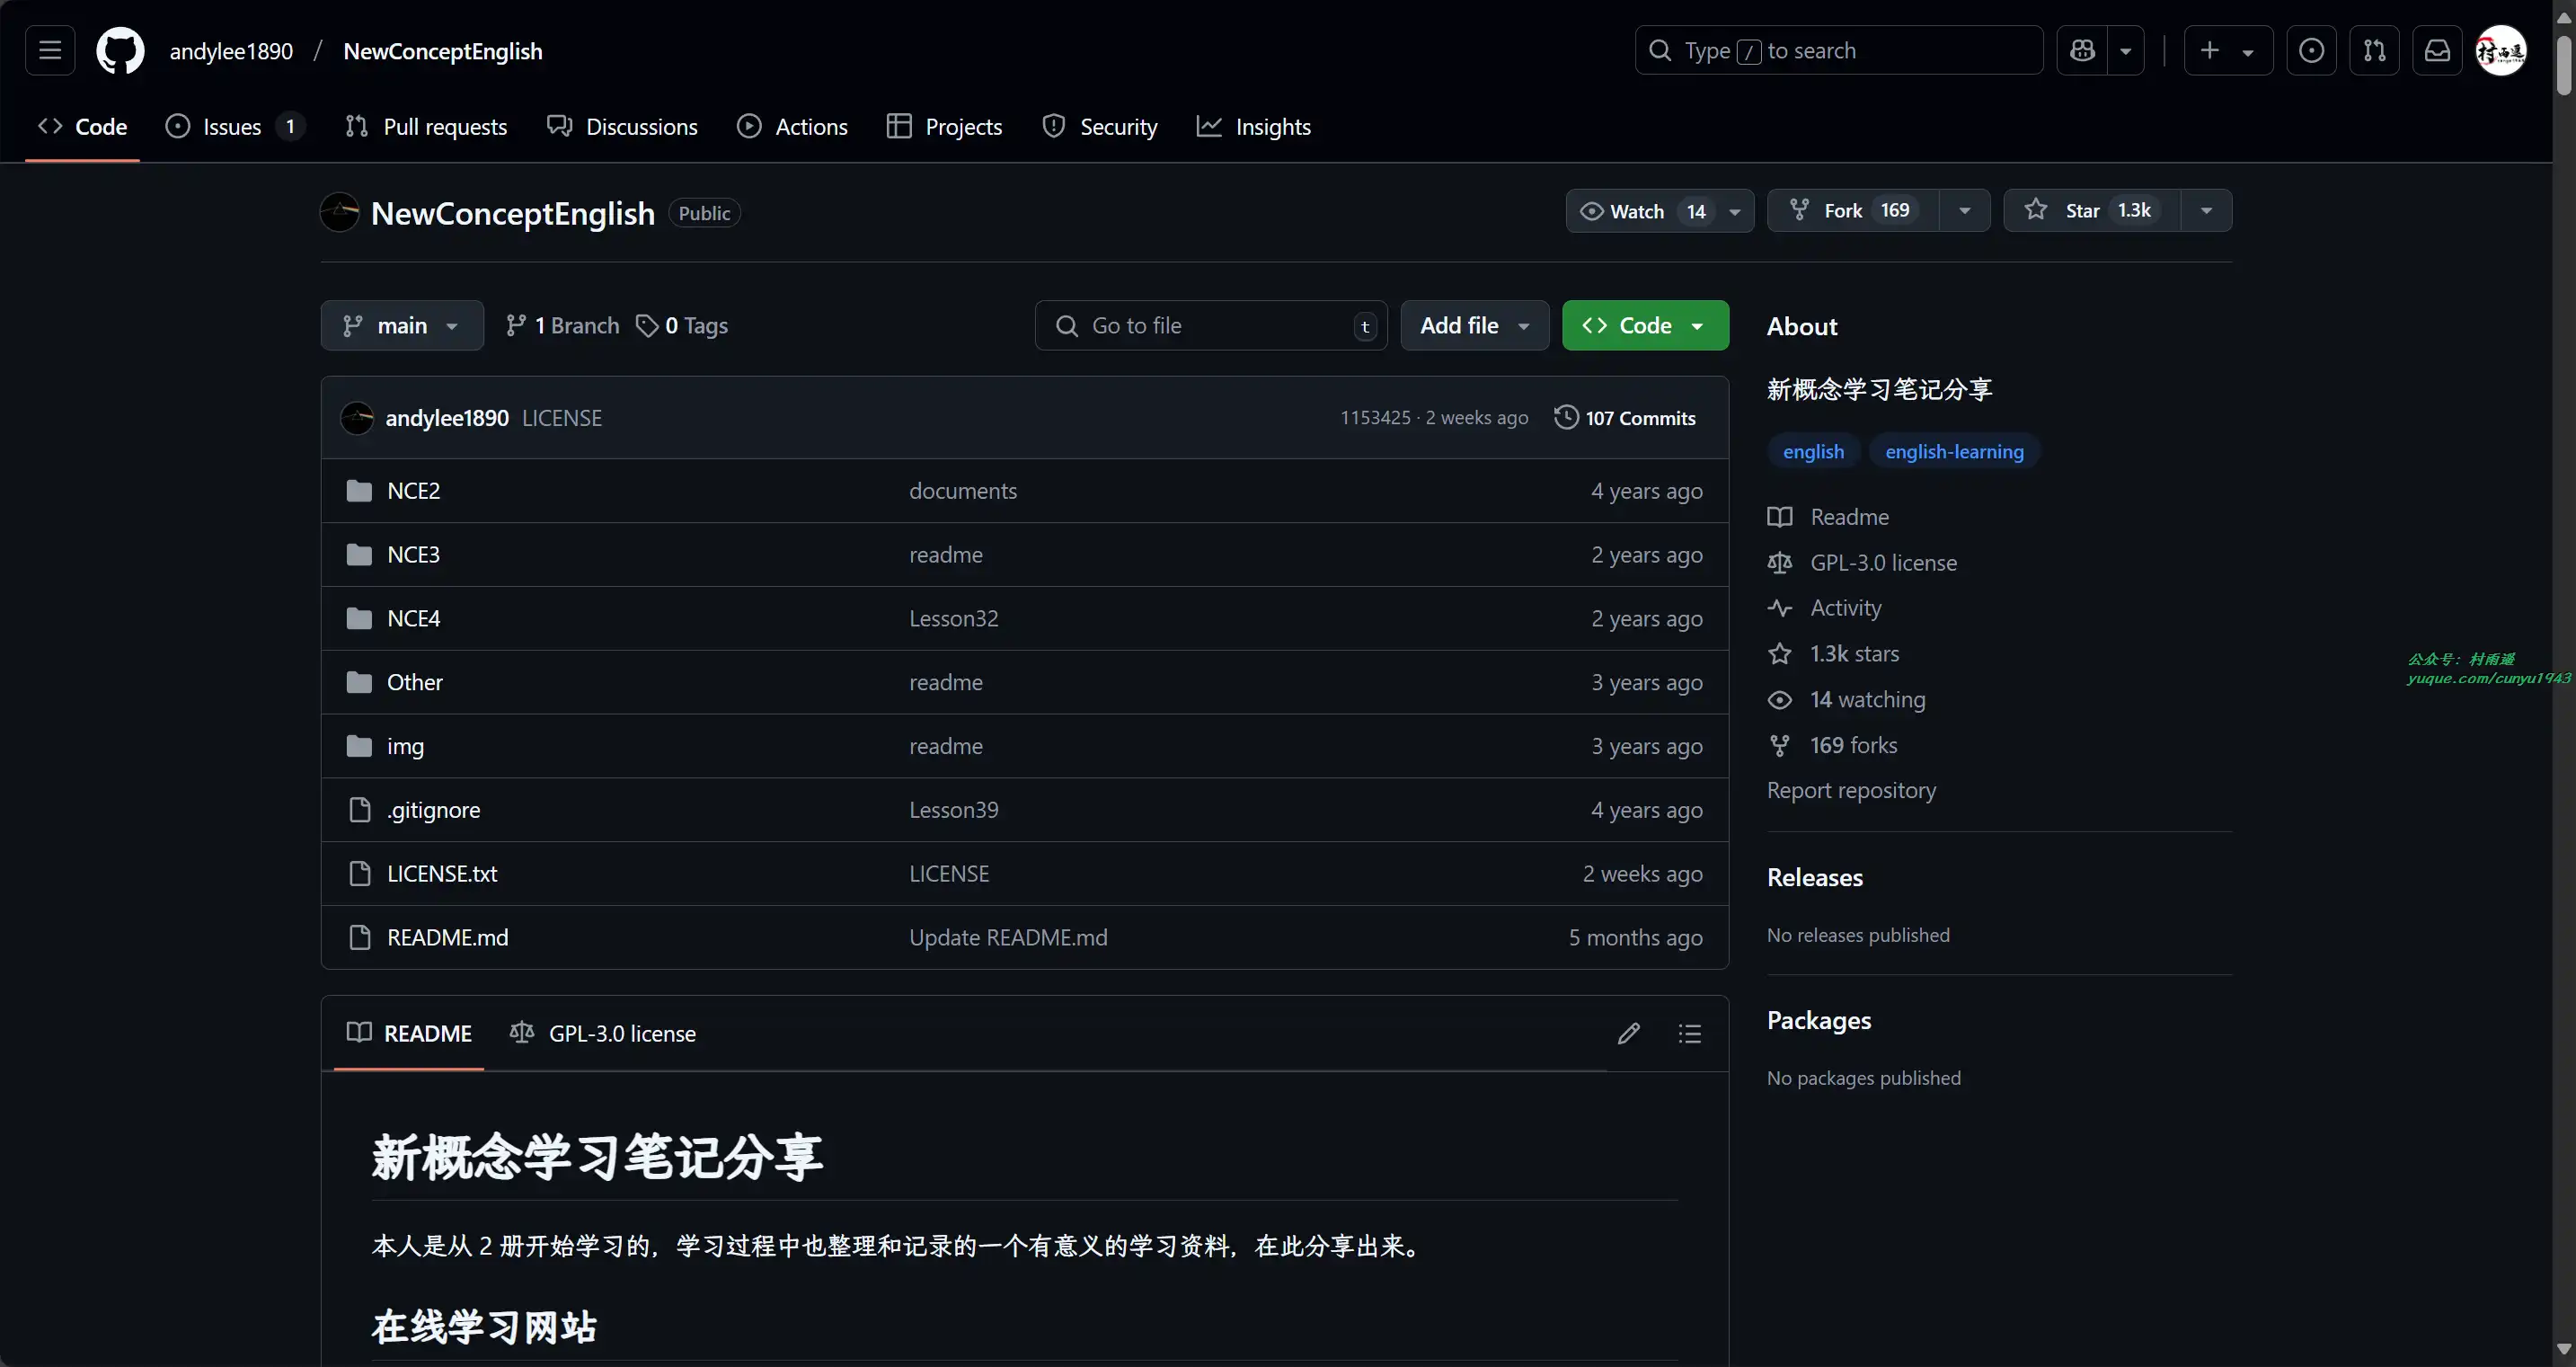 andylee1890 / NewConceptEnglish
Type / to search
Code
Issues 1
Pull requests
Discussions
Actions
Projects
Security
Insights
NewConceptEnglish Public
Watch 14
Fork 169
Star 1.3k
main
1 Branch
0 Tags
Go to file t
Add file
Code
andylee1890 LICENSE 1153425 · 2 weeks ago 107 Commits
NCE2 documents 4 years ago
NCE3 readme 2 years ago
NCE4 Lesson32 2 years ago
Other readme 3 years ago
img readme 3 years ago
.gitignore Lesson39 4 years ago
LICENSE.txt LICENSE 2 weeks ago
README.md Update README.md 5 months ago
README
GPL-3.0 license
新概念学习笔记分享
本人是从 2 册开始学习的，学习过程中也整理和记录的一个有意义的学习资料，在此分享出来。
在线学习网站
About
新概念学习笔记分享
english
english-learning
Readme
GPL-3.0 license
Activity
1.3k stars
14 watching
169 forks
Report repository
Releases
No releases published
Packages
No packages published
公众号：村雨遥
yuque.com/cunyu1943